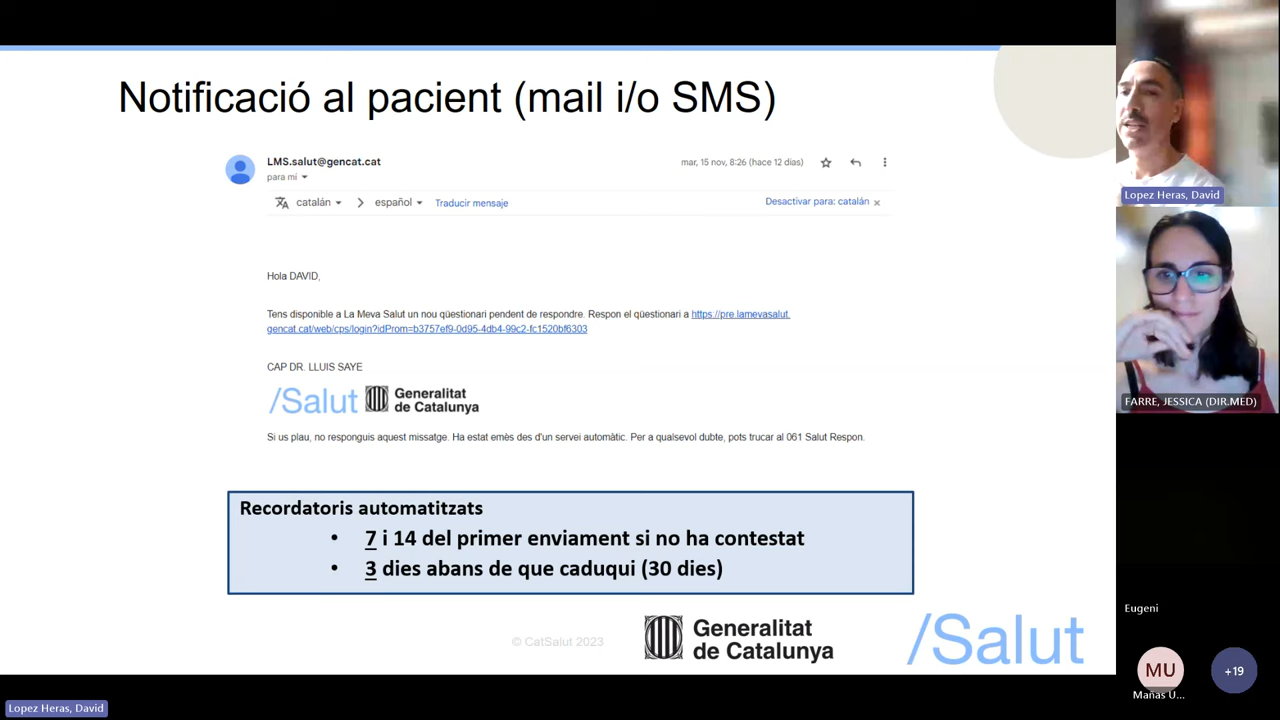 Notificació al pacient (mail i/o SMS)
LMS.salut@gencat.cat
mar, 15 nov, 8:26 (hace 12 días)
para mi
catalán
español
Traducir mensaje
Desactivar para: catalán
Hola DAVID,
Tens disponible a La Meva Salut un nou qüestionari pendent de respondre. Respon el qüestionari a https://pre.lamevasalut.
gencat.cat/web/cps/login?idProm=b3757ef9-0d95-4db4-99c2-fc1520bf6303
CAP DR. LLUIS SAYE
/Salut
Generalitat
de Catalunya
Si us plau, no responguis aquest missatge. Ha estat emès des d'un servei automàtic. Per a qualsevol dubte, pots trucar al 061 Salut Respon.
Recordatoris automatitzats
• 7 i 14 del primer enviament si no ha contestat
• 3 dies abans de que caduqui (30 dies)
© CatSalut 2023
Generalitat
de Catalunya
/Salut
Lopez Heras, David
FARRE, JESSICA (DIR.MED)
Eugeni
MU
Mañas U...
+19
Lopez Heras, David